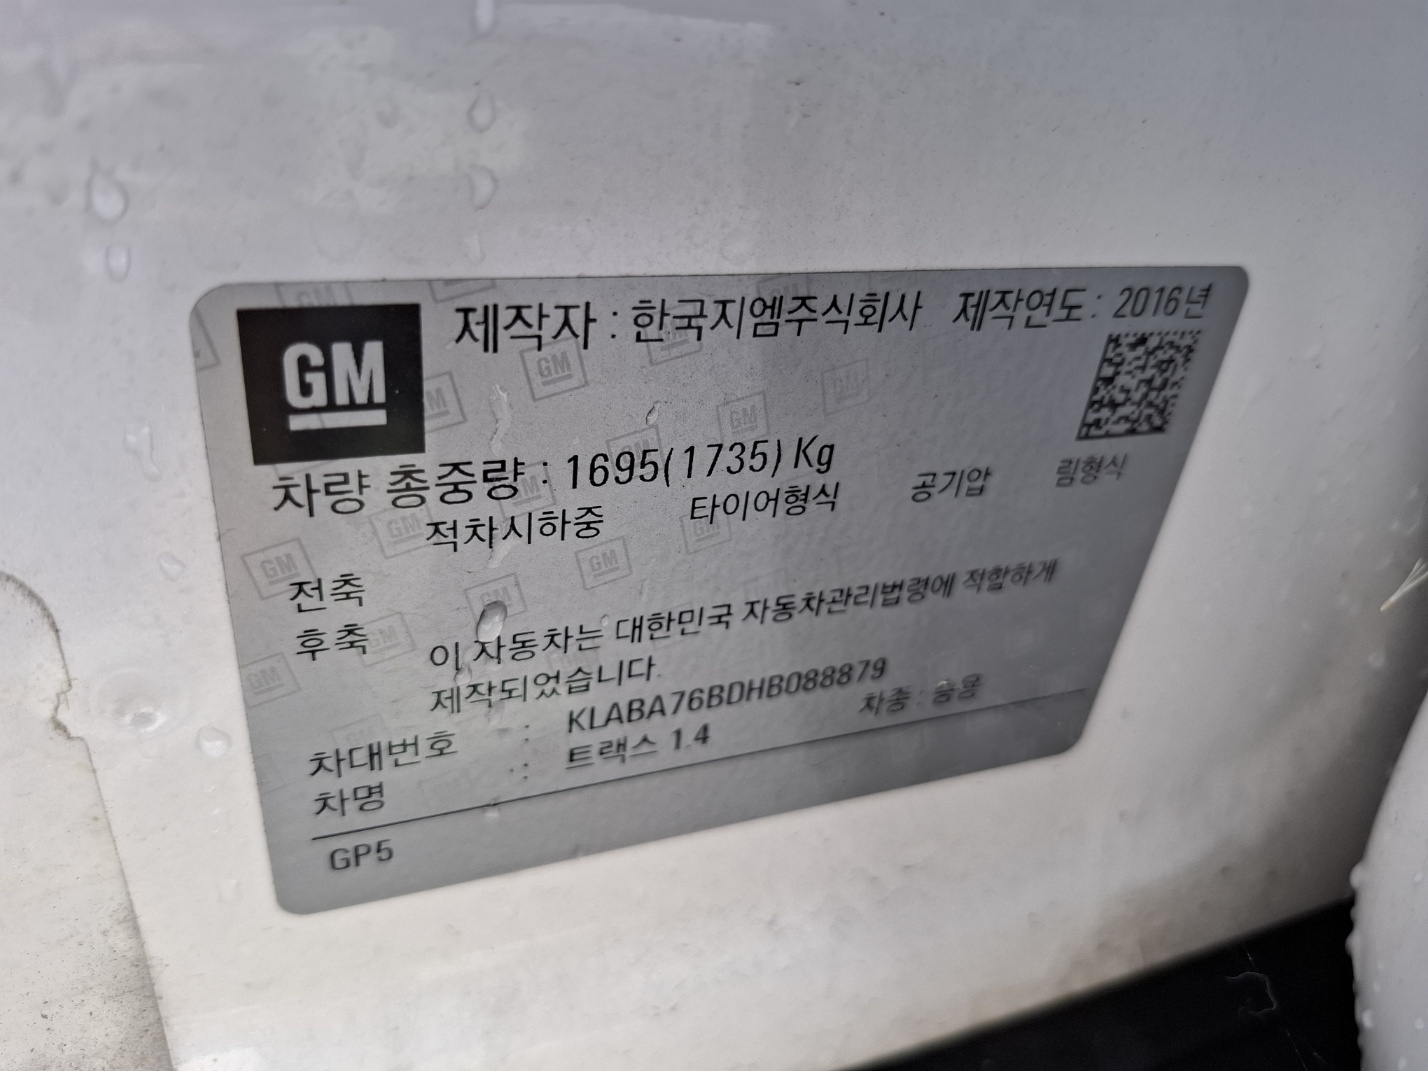 GM
제작자 : 한국지엠주식회사 제작연도 : 2016년
차량 총중량 : 1695(1735) Kg
적차시하중 타이어형식 공기압 림형식
전축
후축
이 자동차는 대한민국 자동차관리법령에 적합하게
제작되었습니다.
차대번호 : KLABA76BDHB088879
차명 : 트랙스 1.4 차종 : 승용
GP5